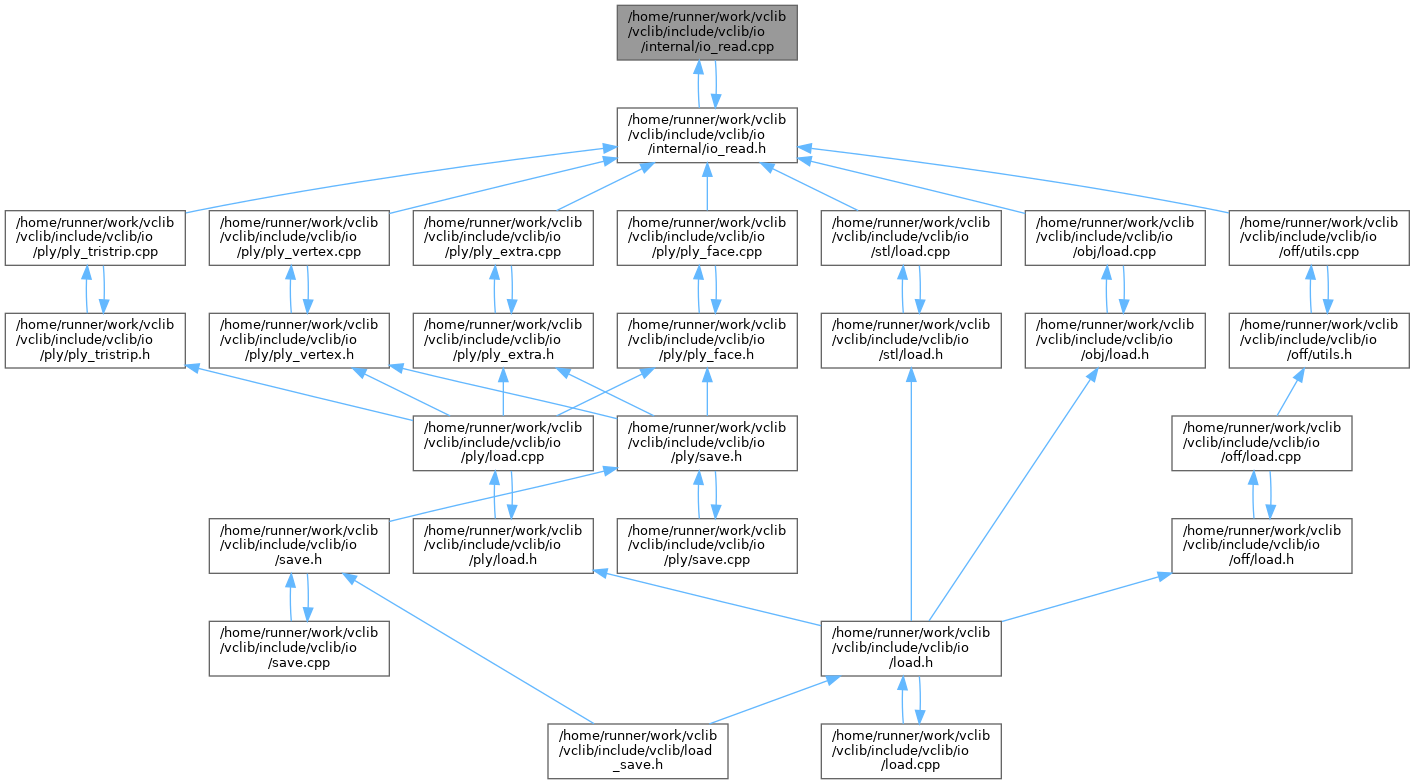 /home/runner/work/vclib
/vclib/include/vclib/io
/internal/io_read.cpp
/home/runner/work/vclib
/vclib/include/vclib/io
/internal/io_read.h
/home/runner/work/vclib
/vclib/include/vclib/io
/ply/ply_tristrip.cpp
/home/runner/work/vclib
/vclib/include/vclib/io
/ply/ply_vertex.cpp
/home/runner/work/vclib
/vclib/include/vclib/io
/ply/ply_extra.cpp
/home/runner/work/vclib
/vclib/include/vclib/io
/ply/ply_face.cpp
/home/runner/work/vclib
/vclib/include/vclib/io
/stl/load.cpp
/home/runner/work/vclib
/vclib/include/vclib/io
/obj/load.cpp
/home/runner/work/vclib
/vclib/include/vclib/io
/off/utils.cpp
/home/runner/work/vclib
/vclib/include/vclib/io
/ply/ply_tristrip.h
/home/runner/work/vclib
/vclib/include/vclib/io
/ply/ply_vertex.h
/home/runner/work/vclib
/vclib/include/vclib/io
/ply/ply_extra.h
/home/runner/work/vclib
/vclib/include/vclib/io
/ply/ply_face.h
/home/runner/work/vclib
/vclib/include/vclib/io
/stl/load.h
/home/runner/work/vclib
/vclib/include/vclib/io
/obj/load.h
/home/runner/work/vclib
/vclib/include/vclib/io
/off/utils.h
/home/runner/work/vclib
/vclib/include/vclib/io
/ply/load.cpp
/home/runner/work/vclib
/vclib/include/vclib/io
/ply/save.h
/home/runner/work/vclib
/vclib/include/vclib/io
/off/load.cpp
/home/runner/work/vclib
/vclib/include/vclib/io
/save.h
/home/runner/work/vclib
/vclib/include/vclib/io
/ply/load.h
/home/runner/work/vclib
/vclib/include/vclib/io
/ply/save.cpp
/home/runner/work/vclib
/vclib/include/vclib/io
/off/load.h
/home/runner/work/vclib
/vclib/include/vclib/io
/save.cpp
/home/runner/work/vclib
/vclib/include/vclib/io
/load.h
/home/runner/work/vclib
/vclib/include/vclib/load
_save.h
/home/runner/work/vclib
/vclib/include/vclib/io
/load.cpp